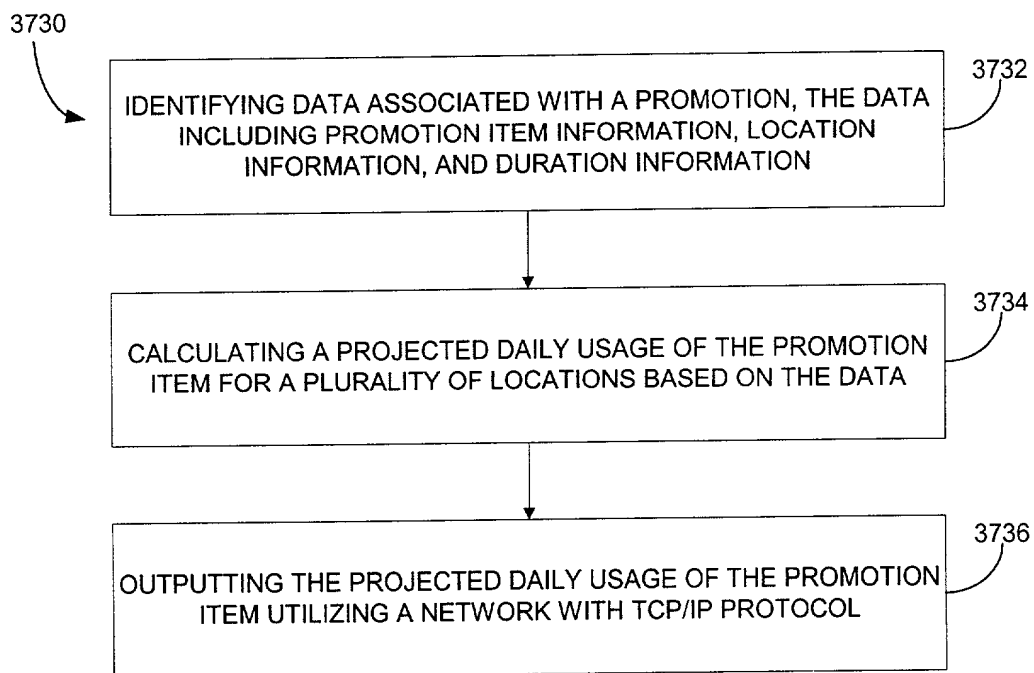 3730
3732
IDENTIFYING DATA ASSOCIATED WITH A PROMOTION, THE DATA
INCLUDING PROMOTION ITEM INFORMATION, LOCATION
INFORMATION, AND DURATION INFORMATION
3734
CALCULATING A PROJECTED DAILY USAGE OF THE PROMOTION
ITEM FOR A PLURALITY OF LOCATIONS BASED ON THE DATA
3736
OUTPUTTING THE PROJECTED DAILY USAGE OF THE PROMOTION
ITEM UTILIZING A NETWORK WITH TCP/IP PROTOCOL